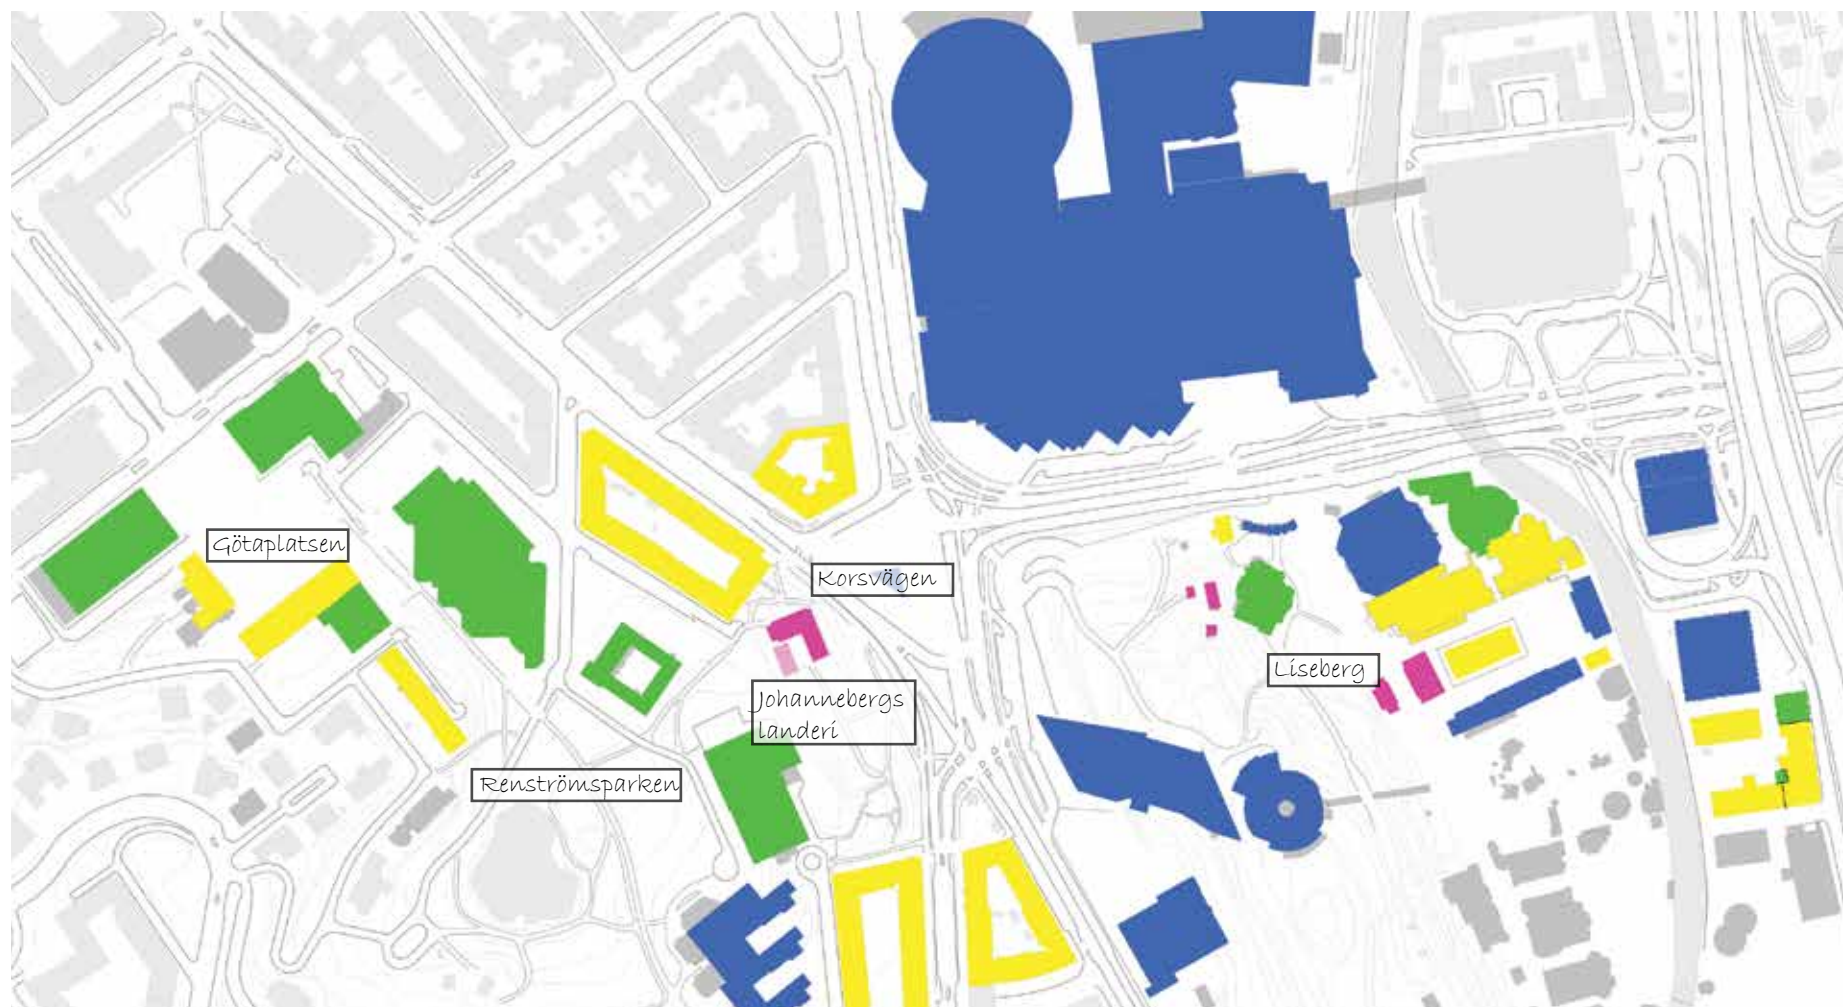 Götaplatsen
Korsvägen
Liseberg
Johannebergs
landeri
Renströmsparken